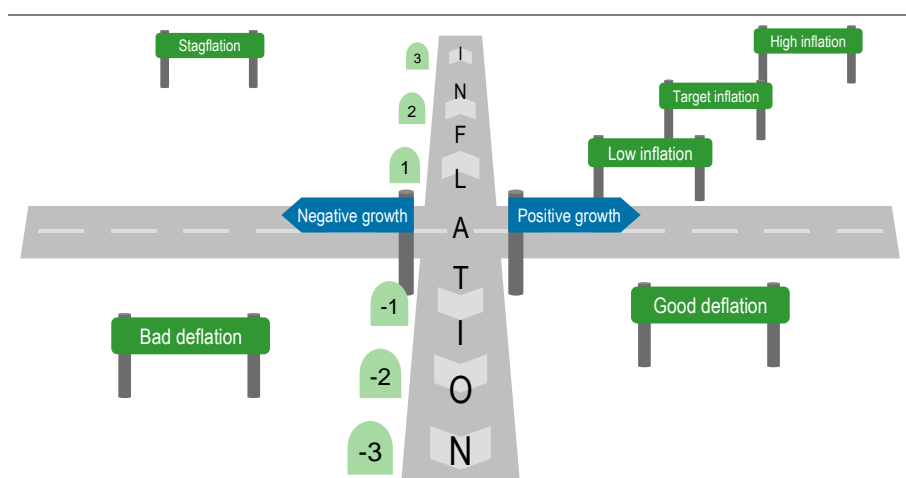 Stagflation
High inflation
Target inflation
Low inflation
3
2
1
INFLATION
Negative growth
Positive growth
-1
-2
-3
Bad deflation
Good deflation